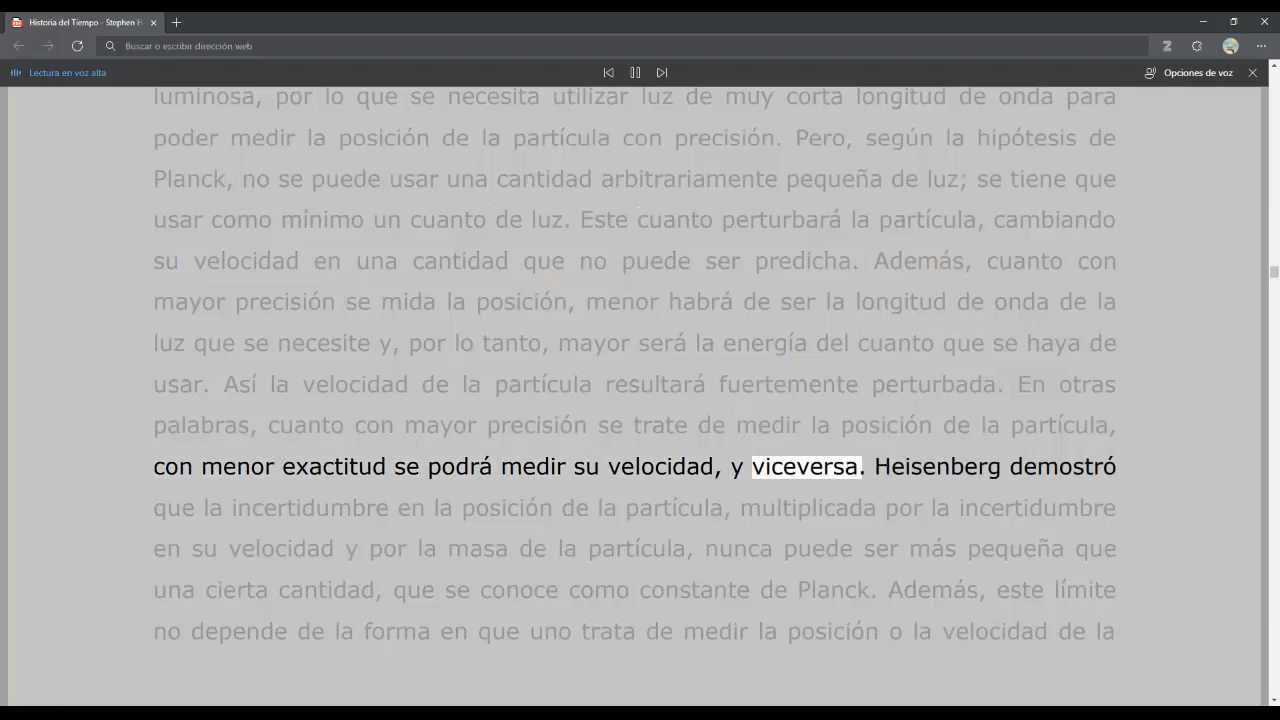 Historia del Tiempo - Stephen H
Buscar o escribir dirección web
Lectura en voz alta
Opciones de voz
luminosa, por lo que se necesita utilizar luz de muy corta longitud de onda para
poder medir la posición de la partícula con precisión. Pero, según la hipótesis de
Planck, no se puede usar una cantidad arbitrariamente pequeña de luz; se tiene que
usar como mínimo un cuanto de luz. Este cuanto perturbará la partícula, cambiando
su velocidad en una cantidad que no puede ser predicha. Además, cuanto con
mayor precisión se mida la posición, menor habrá de ser la longitud de onda de la
luz que se necesite y, por lo tanto, mayor será la energía del cuanto que se haya de
usar. Así la velocidad de la partícula resultará fuertemente perturbada. En otras
palabras, cuanto con mayor precisión se trate de medir la posición de la partícula,
con menor exactitud se podrá medir su velocidad, y viceversa. Heisenberg demostró
que la incertidumbre en la posición de la partícula, multiplicada por la incertidumbre
en su velocidad y por la masa de la partícula, nunca puede ser más pequeña que
una cierta cantidad, que se conoce como constante de Planck. Además, este límite
no depende de la forma en que uno trata de medir la posición o la velocidad de la